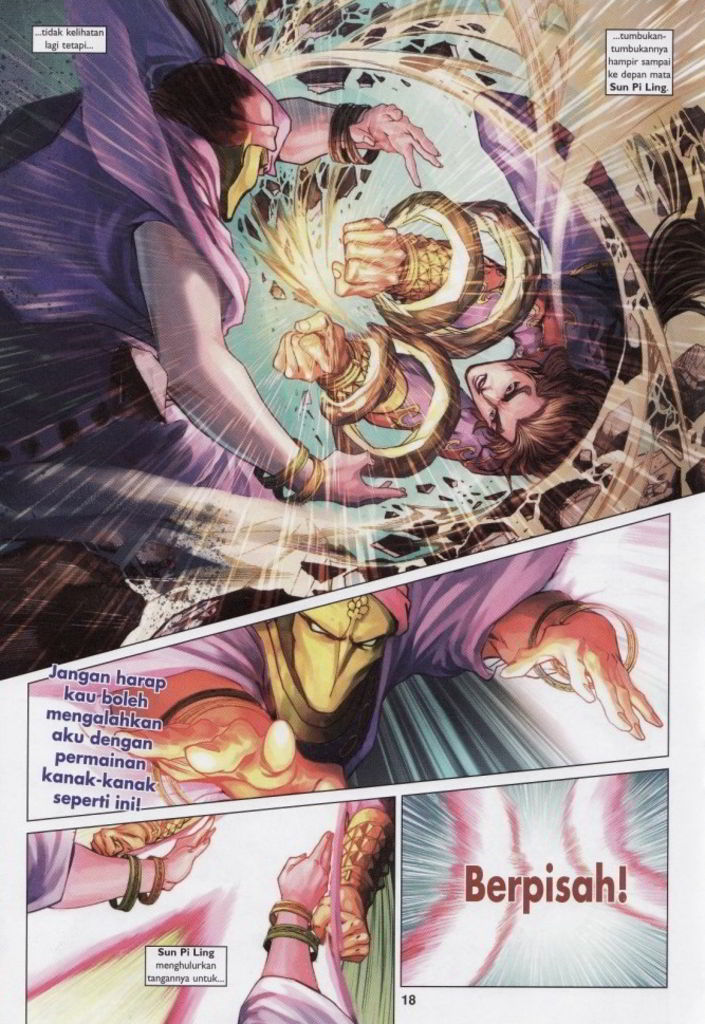 ...tidak kelihatan
lagi tetapi...
...tumbukan-
tumbukannya
hampir sampai
ke depan mata
Sun Pi Ling.
Jangan harap
kau boleh
mengalahkan
aku dengan
permainan
kanak-kanak
seperti ini!
Berpisah!
Sun Pi Ling
menghulurkan
tangannya untuk...
18